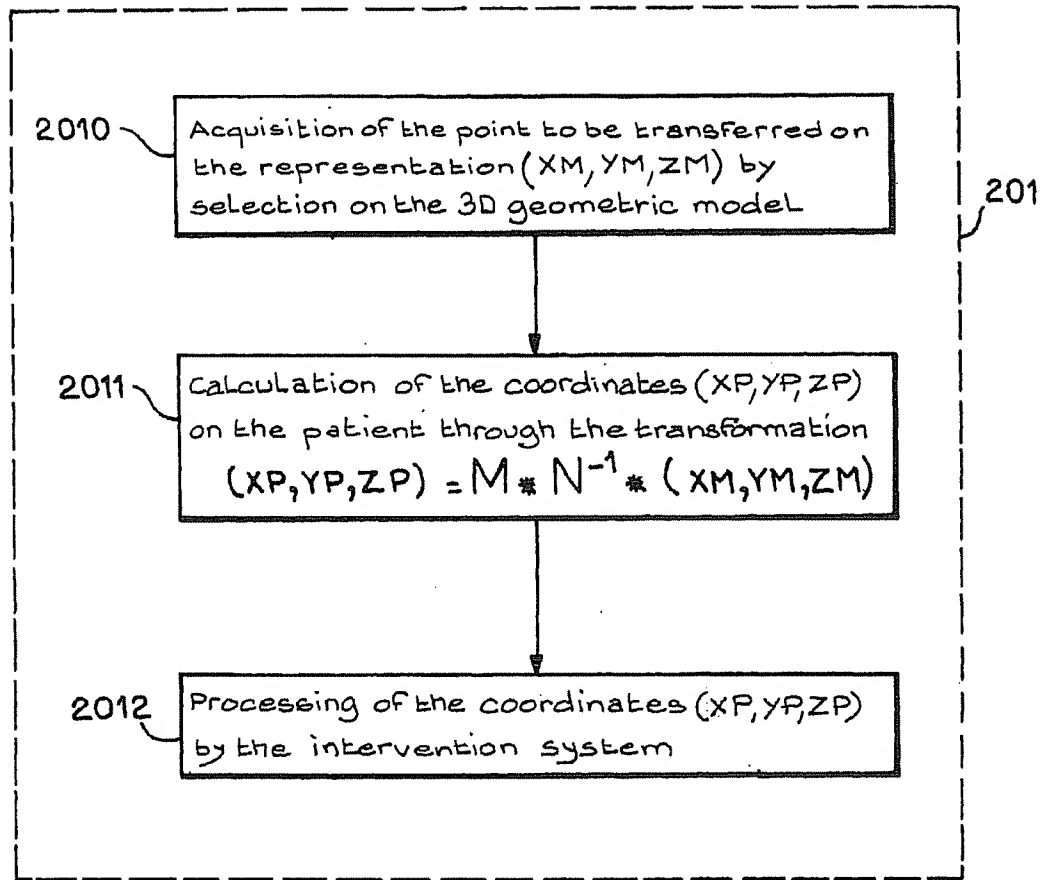 2010
Acquisition of the point to be transferred on
the representation (XM, YM, ZM) by
selection on the 3D geometric model
201
2011
Calculation of the coordinates (XP, YP, ZP)
on the patient through the transformation
(XP, YP, ZP) = M * N⁻¹ * (XM, YM, ZM)
2012
Processing of the coordinates (XP, YP, ZP)
by the intervention system